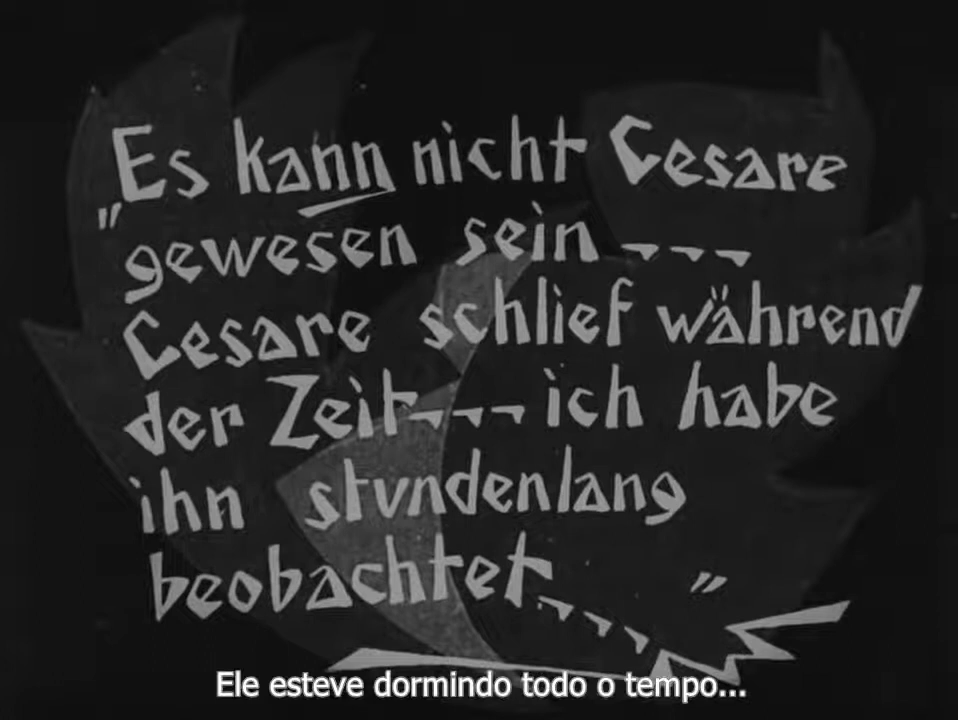 „Es kann nicht Cesare
gewesen sein - - -
Cesare schlief während
der Zeit - - - ich habe
ihn stundenlang
beobachtet - - - - "
Ele esteve dormindo todo o tempo...